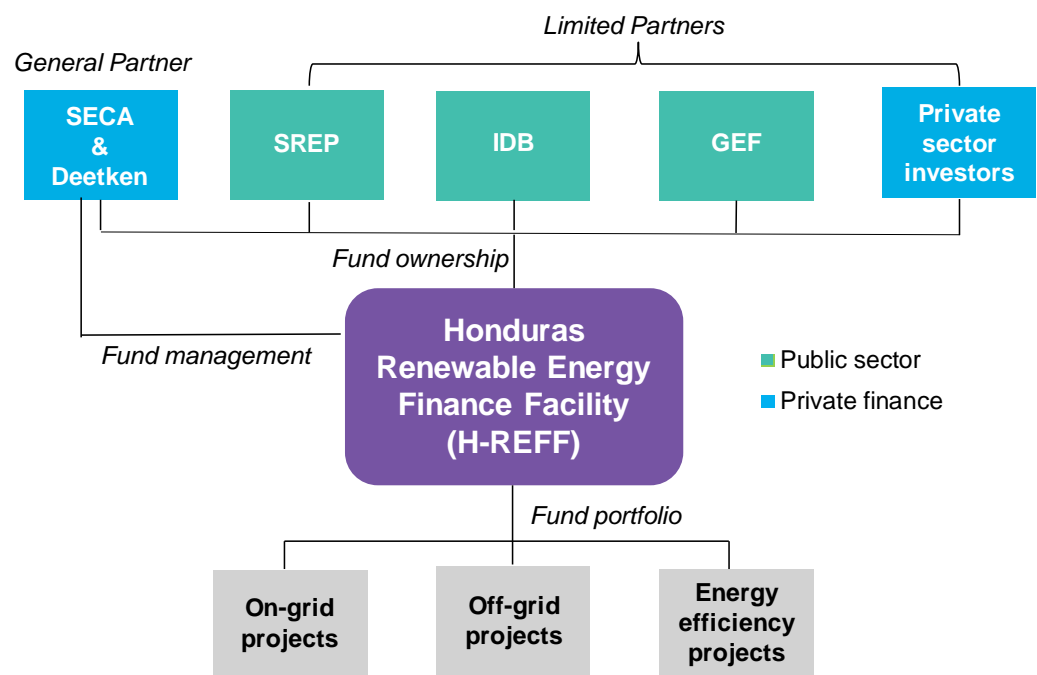 Limited Partners
General Partner
SECA
&
Deetken
SREP
IDB
GEF
Private
sector
investors
Fund ownership
Fund management
Honduras
Renewable Energy
Finance Facility
(H-REFF)
Public sector
Private finance
Fund portfolio
On-grid
projects
Off-grid
projects
Energy
efficiency
projects